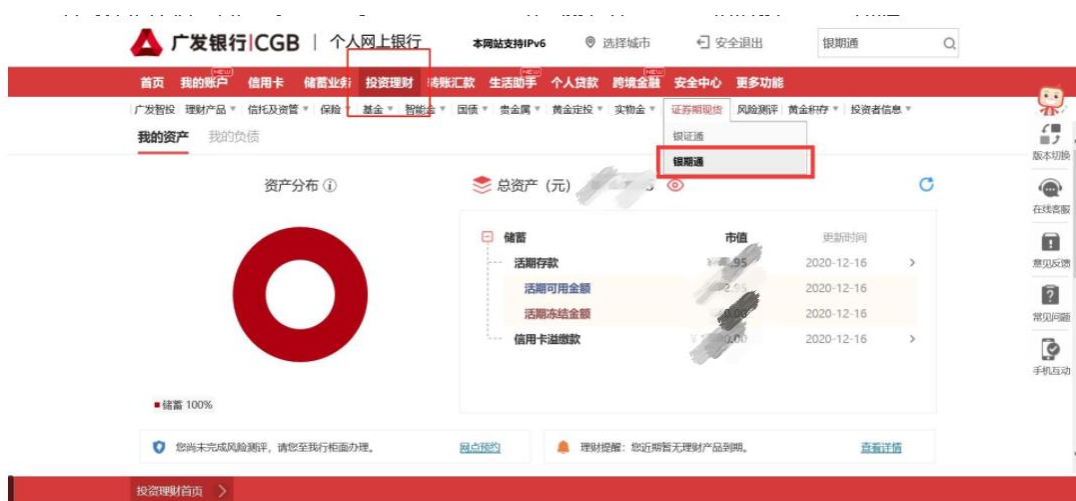 广发银行|CGB | 个人网上银行 本网站支持IPv6 选择城市 安全退出 银期通
首页 我的账户 信用卡 储蓄业务 投资理财 转账汇款 生活助手 个人贷款 跨境金融 安全中心 更多功能
广发智投 理财产品 信托及资管 保险 基金 智能金 国债 贵金属 黄金定投 实物金 证券期现货 风险测评 黄金积存 投资者信息
我的资产 我的负债
银证通
银期通
版本切换
资产分布 总资产(元)
在线客服
储蓄 市值 更新时间
活期存款 .95 2020-12-16
意见反馈
活期可用金额 2.95 2020-12-16
活期冻结金额 0.00 2020-12-16
常见问题
信用卡溢缴款 0.00 2020-12-16
手机互动
储蓄 100%
您尚未完成风险测评，请您至我行柜面办理。 网点预约 理财提醒：您近期暂无理财产品到期。 查看详情
投资理财首页